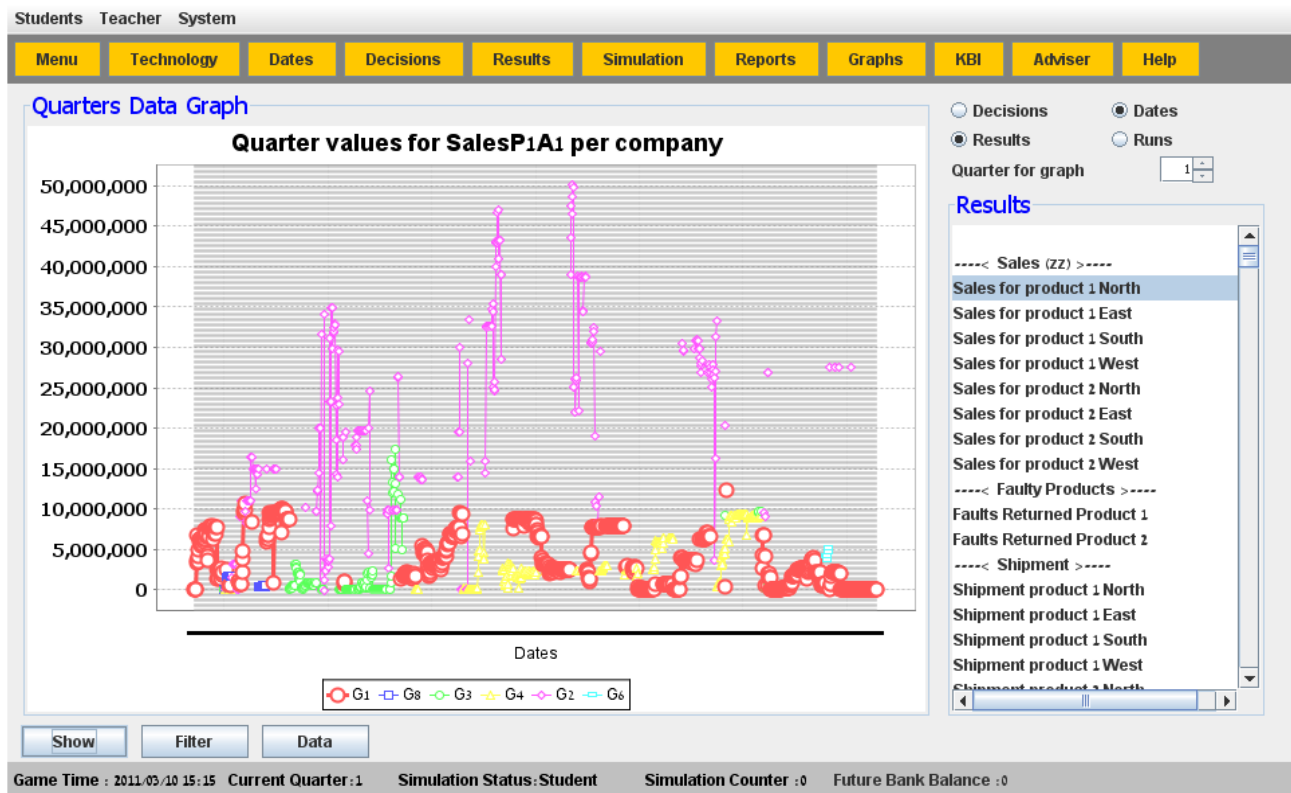 Students Teacher System
Menu Technology Dates Decisions Results Simulation Reports Graphs KBI Adviser Help
Quarters Data Graph
Quarter values for SalesP1A1 per company
50,000,000
45,000,000
40,000,000
35,000,000
30,000,000
25,000,000
20,000,000
15,000,000
10,000,000
5,000,000
0
Dates
G1 G8 G3 G4 G2 G6
Decisions Dates
Results Runs
Quarter for graph 1
Results
----< Sales (zz) >----
Sales for product 1 North
Sales for product 1 East
Sales for product 1 South
Sales for product 1 West
Sales for product 2 North
Sales for product 2 East
Sales for product 2 South
Sales for product 2 West
----< Faulty Products >----
Faults Returned Product 1
Faults Returned Product 2
----< Shipment >----
Shipment product 1 North
Shipment product 1 East
Shipment product 1 South
Shipment product 1 West
Shipment product 2 North
Show Filter Data
Game Time : 2011/03/10 15:15 Current Quarter:1 Simulation Status:Student Simulation Counter :0 Future Bank Balance :0